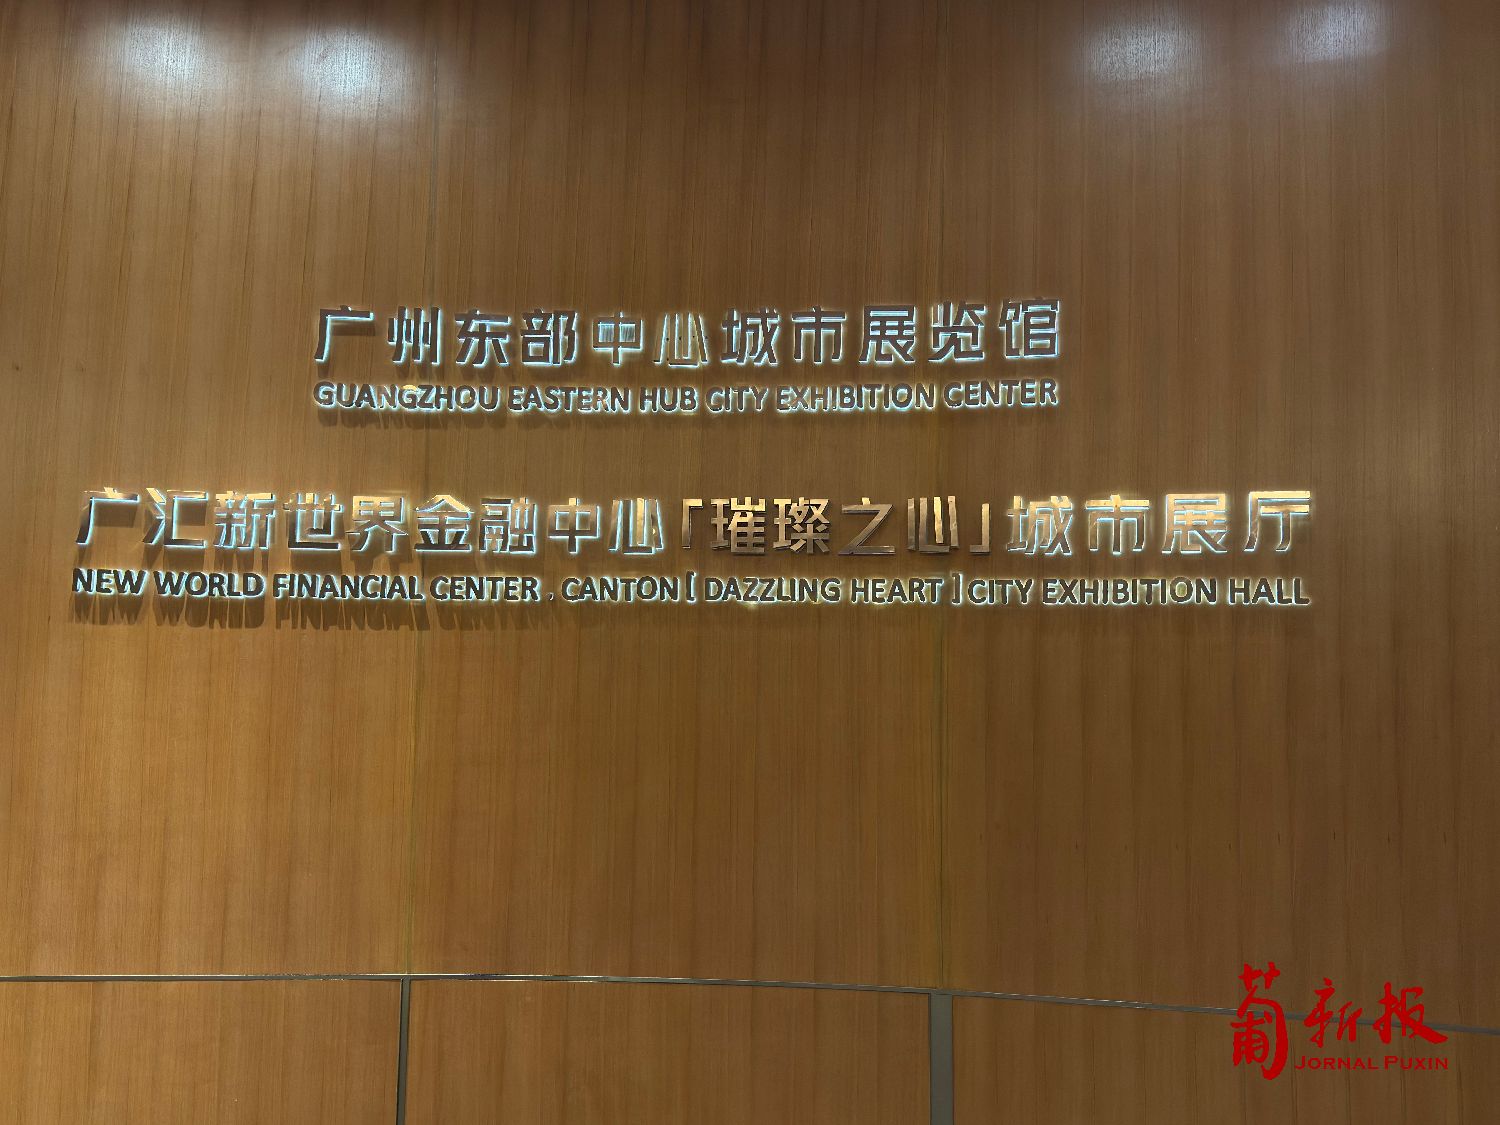 广州东部中心城市展览馆
GUANGZHOU EASTERN HUB CITY EXHIBITION CENTER
广汇新世界金融中心「璀璨之心」城市展厅
NEW WORLD FINANCIAL CENTER , CANTON [ DAZZLING HEART ] CITY EXHIBITION HALL
葡新报
JORNAL PUXIN